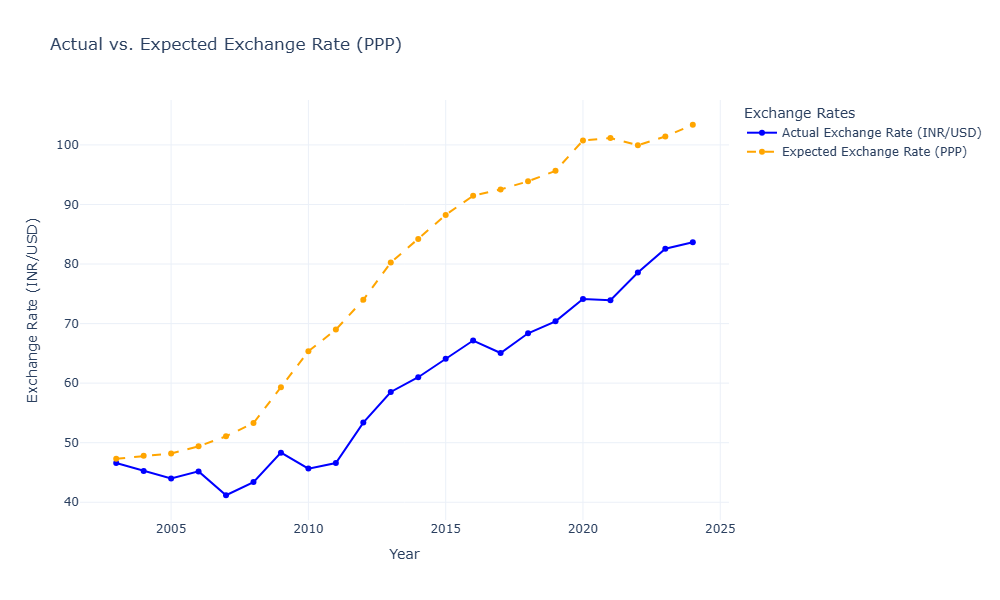 Actual vs. Expected Exchange Rate (PPP)
Exchange Rates
Actual Exchange Rate (INR/USD)
Expected Exchange Rate (PPP)
Exchange Rate (INR/USD)
100
90
80
70
60
50
40
2005
2010
2015
2020
2025
Year